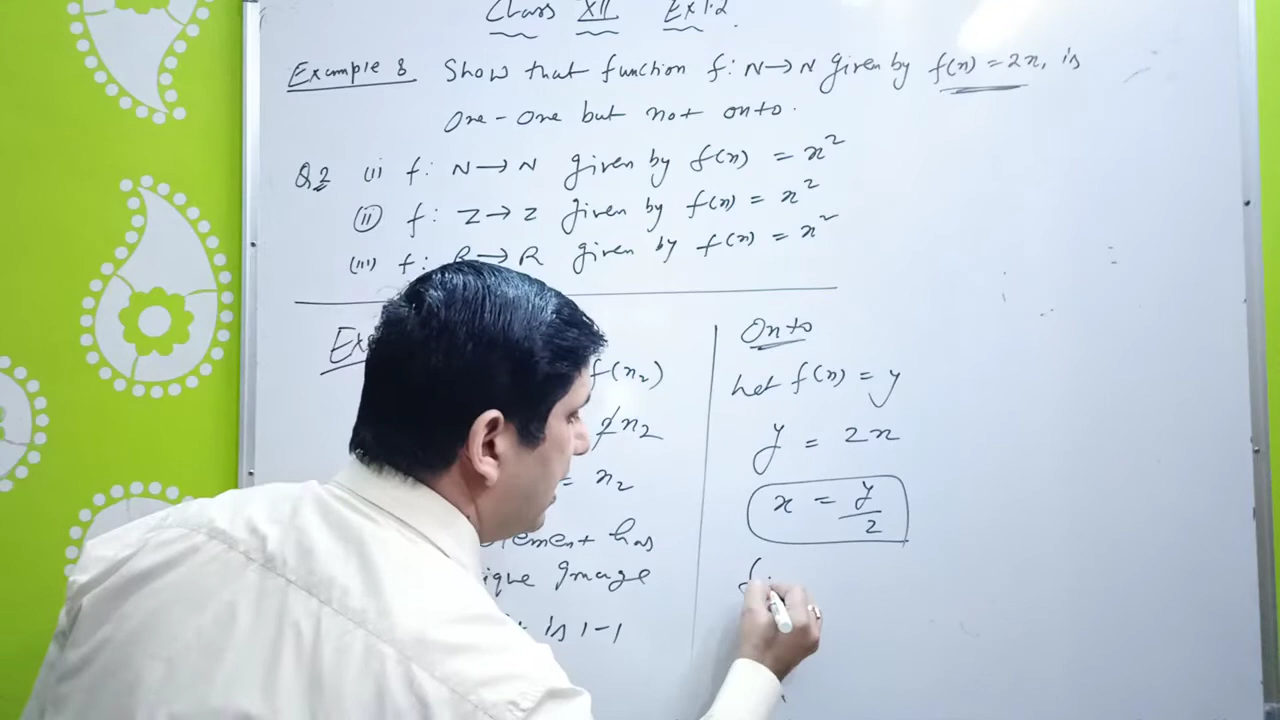 Class XII Ex 1.2
Example 8 Show that function f: N→N given by f(x) = 2x, is
One-One but not onto.
Q2 (i) f: N→N given by f(x) = x²
(ii) f: Z→Z given by f(x) = x²
(iii) f: R→R given by f(x) = x²
f(x₂)
x₂
= x₂
element has
ique Image
is 1-1
Onto
Let f(x) = y
y = 2x
x = y/2